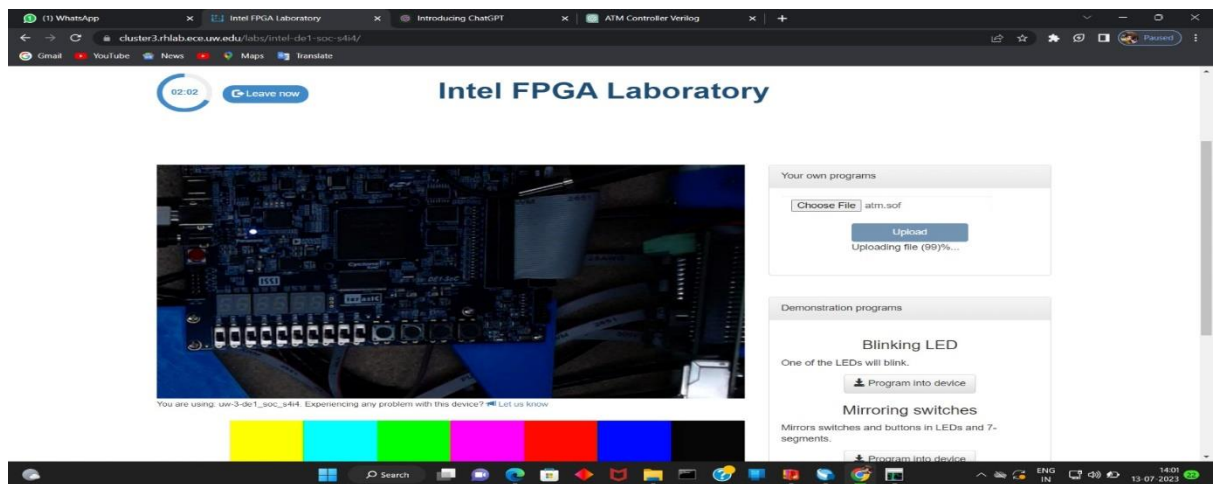 (1) WhatsApp
Intel FPGA Laboratory
Introducing ChatGPT
ATM Controller Verilog
cluster3.rhlab.ece.uw.edu/labs/intel-de1-soc-s4i4/
Paused
Gmail
YouTube
News
Maps
Translate
02:02
Leave now
Intel FPGA Laboratory
Your own programs
Choose File atm.sof
Upload
Uploading file (99)%...
Demonstration programs
Blinking LED
One of the LEDs will blink.
Program into device
Mirroring switches
Mirrors switches and buttons in LEDs and 7-
segments.
Program into device
You are using: uw-3-de1_soc_s4i4. Experiencing any problem with this device? Let us know
Search
ENG
IN
14:01
13-07-2023